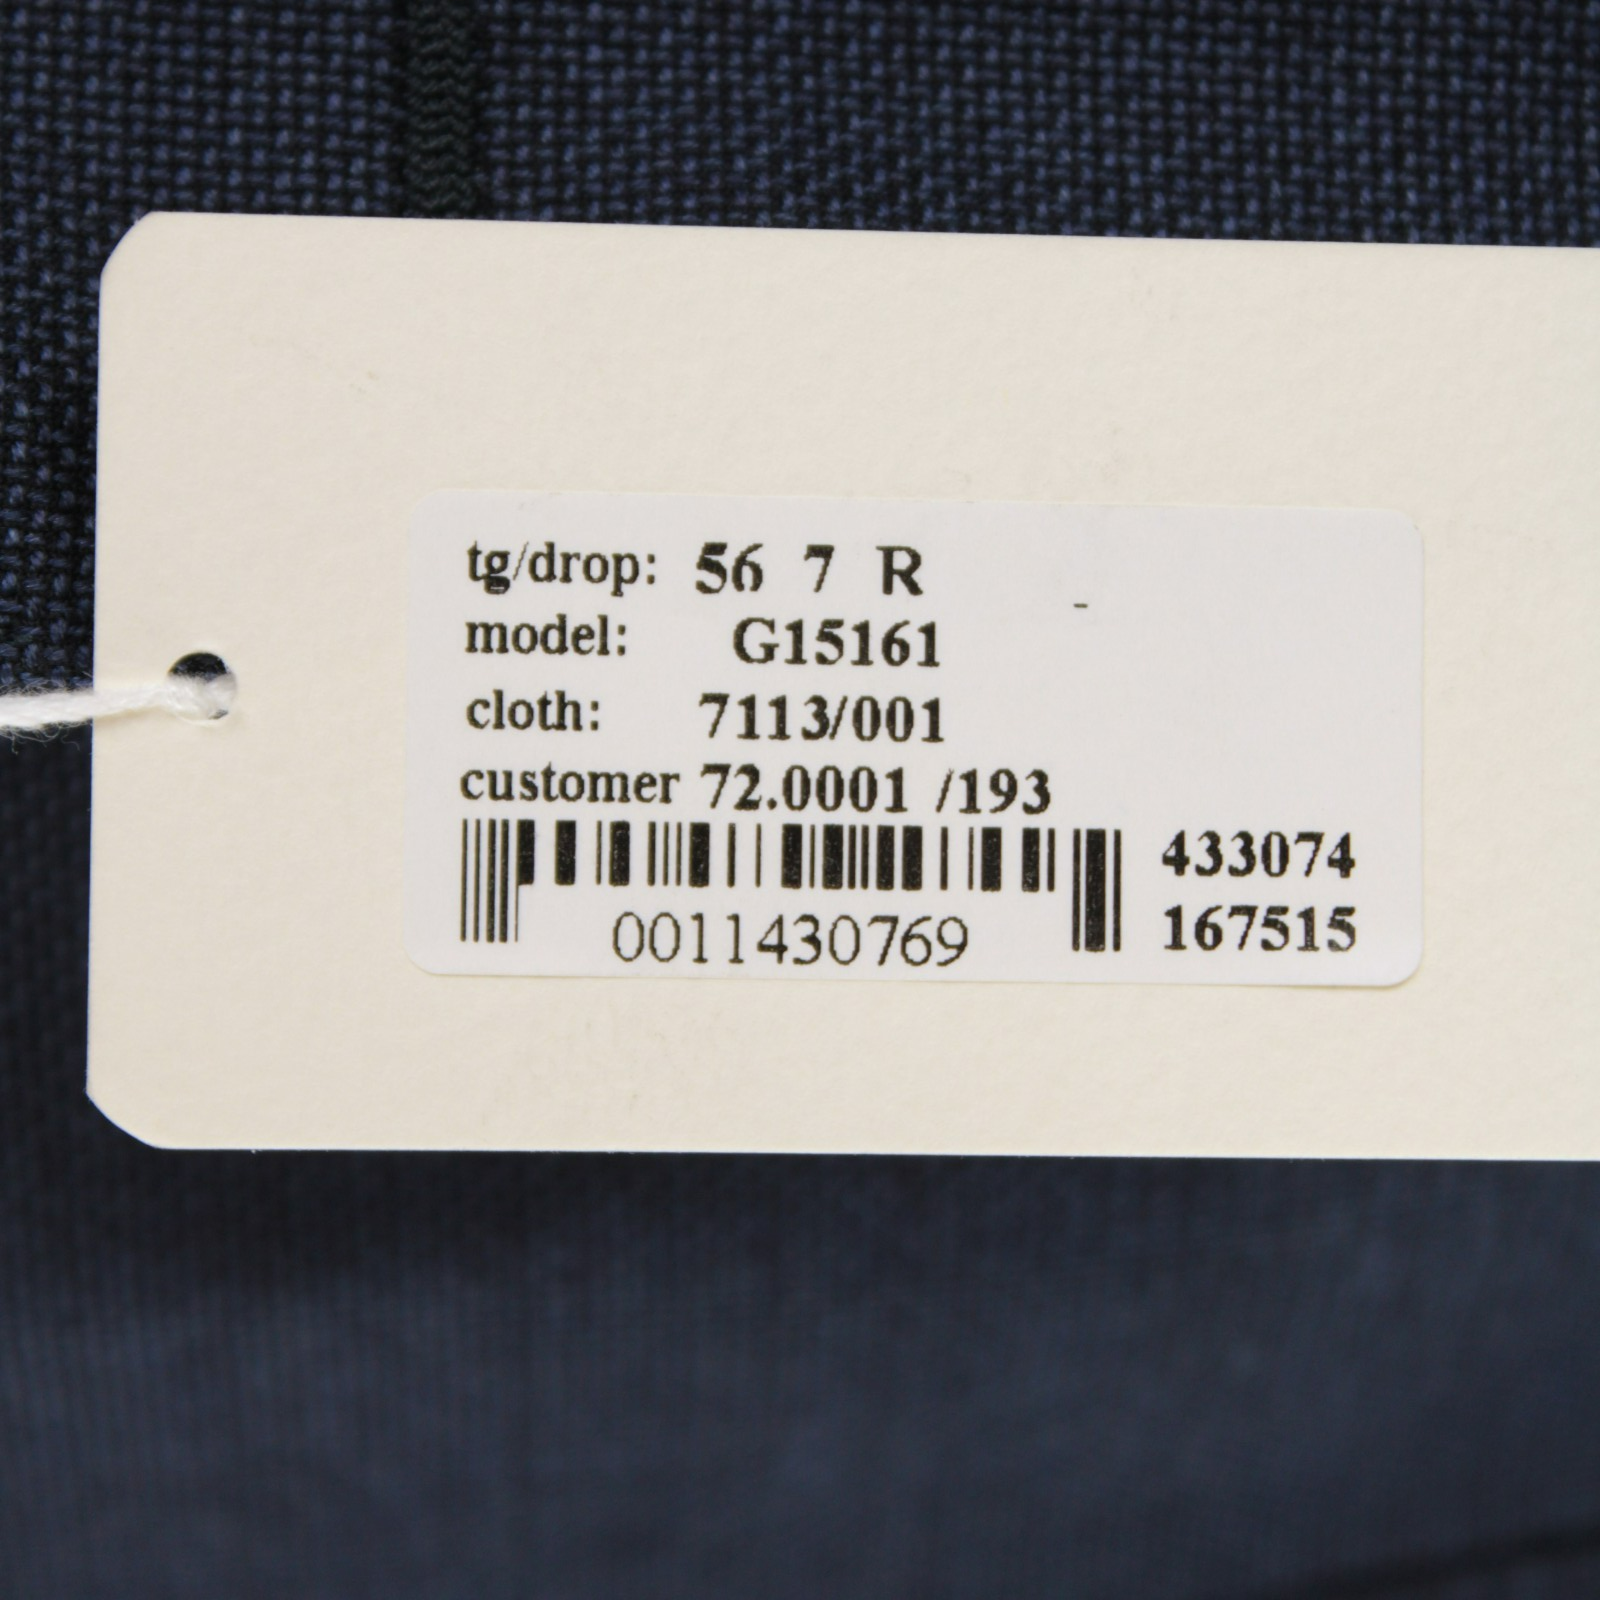 tg/drop: 56 7 R -
model: G15161
cloth: 7113/001
customer 72.0001 /193
433074
0011430769 167515